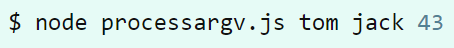 $ node processargv.js tom jack 43